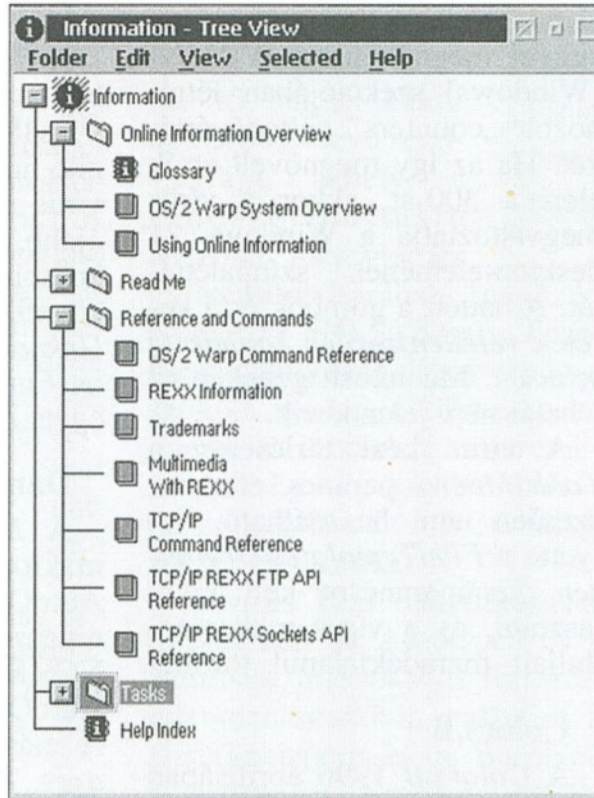 Information - Tree View
Folder Edit View Selected Help
Information
Online Information Overview
Glossary
OS/2 Warp System Overview
Using Online Information
Read Me
Reference and Commands
OS/2 Warp Command Reference
REXX Information
Trademarks
Multimedia
With REXX
TCP/IP
Command Reference
TCP/IP REXX FTP API
Reference
TCP/IP REXX Sockets API
Reference
Tasks
Help Index